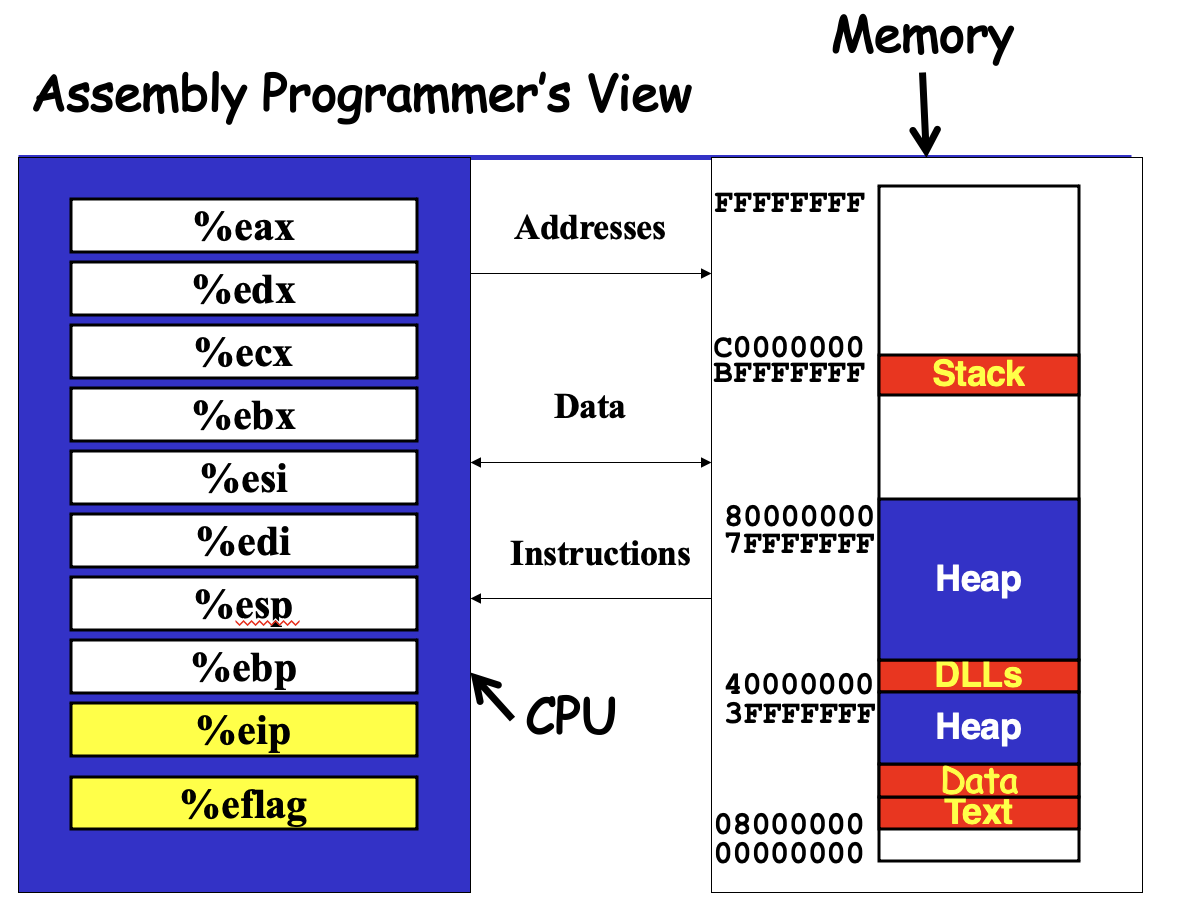 Memory
Assembly Programmer's View
%eax
%edx
%ecx
%ebx
%esi
%edi
%esp
%ebp
%eip
%eflag
Addresses
Data
Instructions
CPU
FFFFFFFF
C0000000
BFFFFFFF
Stack
80000000
7FFFFFFF
Heap
DLLs
40000000
3FFFFFFF
Heap
Data
Text
08000000
00000000